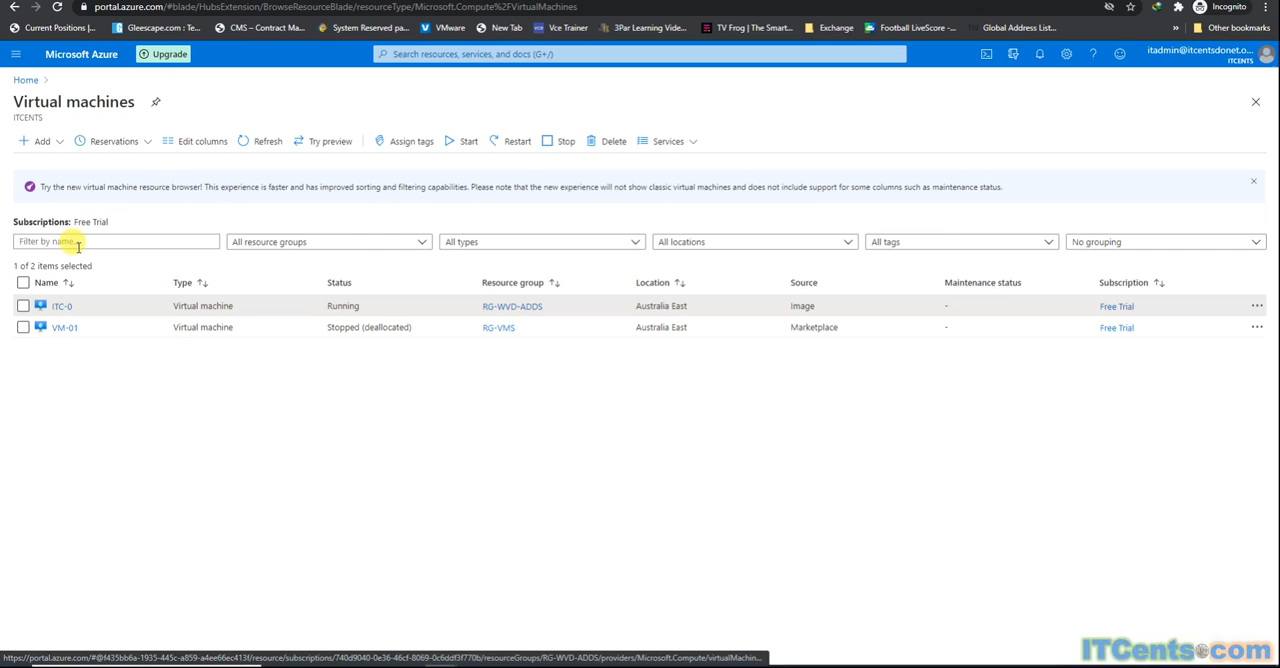 portal.azure.com/#blade/HubsExtension/BrowseResourceBlade/resourceType/Microsoft.Compute%2FVirtualMachines Incognito
Current Positions |... Gleescape.com : Te... CMS – Contract Ma... System Reserved pa... VMware New Tab Vce Trainer 3Par Learning Vide... TV Frog | The Smart... Exchange Football LiveScore -... Global Address List... » Other bookmarks
Microsoft Azure Upgrade Search resources, services, and docs (G+/) itadmin@itcentsdonet.o...
ITCENTS
Home >
Virtual machines
ITCENTS
Add Reservations Edit columns Refresh Try preview Assign tags Start Restart Stop Delete Services
Try the new virtual machine resource browser! This experience is faster and has improved sorting and filtering capabilities. Please note that the new experience will not show classic virtual machines and does not include support for some columns such as maintenance status.
Subscriptions: Free Trial
Filter by name... All resource groups All types All locations All tags No grouping
1 of 2 items selected
Name Type Status Resource group Location Source Maintenance status Subscription
ITC-0 Virtual machine Running RG-WVD-ADDS Australia East Image - Free Trial ...
VM-01 Virtual machine Stopped (deallocated) RG-VMS Australia East Marketplace - Free Trial ...
ITCents.com
https://portal.azure.com/#@f435bb6a-1935-445c-a859-a4ee66ec413f/resource/subscriptions/740d9040-0e36-46cf-8069-0c6ddf3f770b/resourceGroups/RG-WVD-ADDS/providers/Microsoft.Compute/virtualMachin...